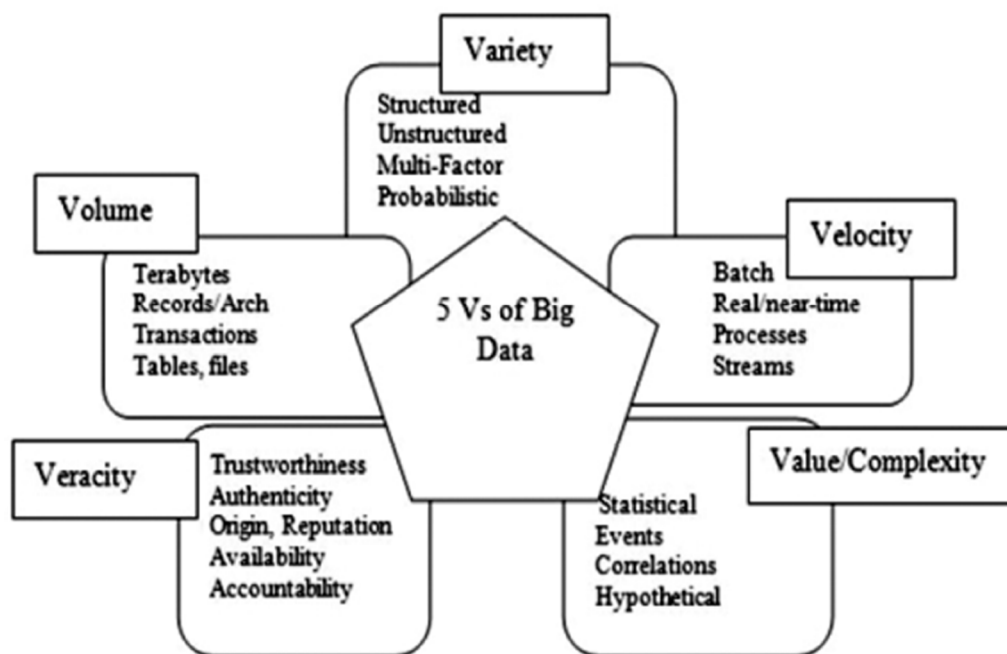 Variety
Structured
Unstructured
Multi-Factor
Probabilistic
Volume
Terabytes
Records/Arch
Transactions
Tables, files
5 Vs of Big
Data
Velocity
Batch
Real/near-time
Processes
Streams
Veracity
Trustworthiness
Authenticity
Origin, Reputation
Availability
Accountability
Value/Complexity
Statistical
Events
Correlations
Hypothetical